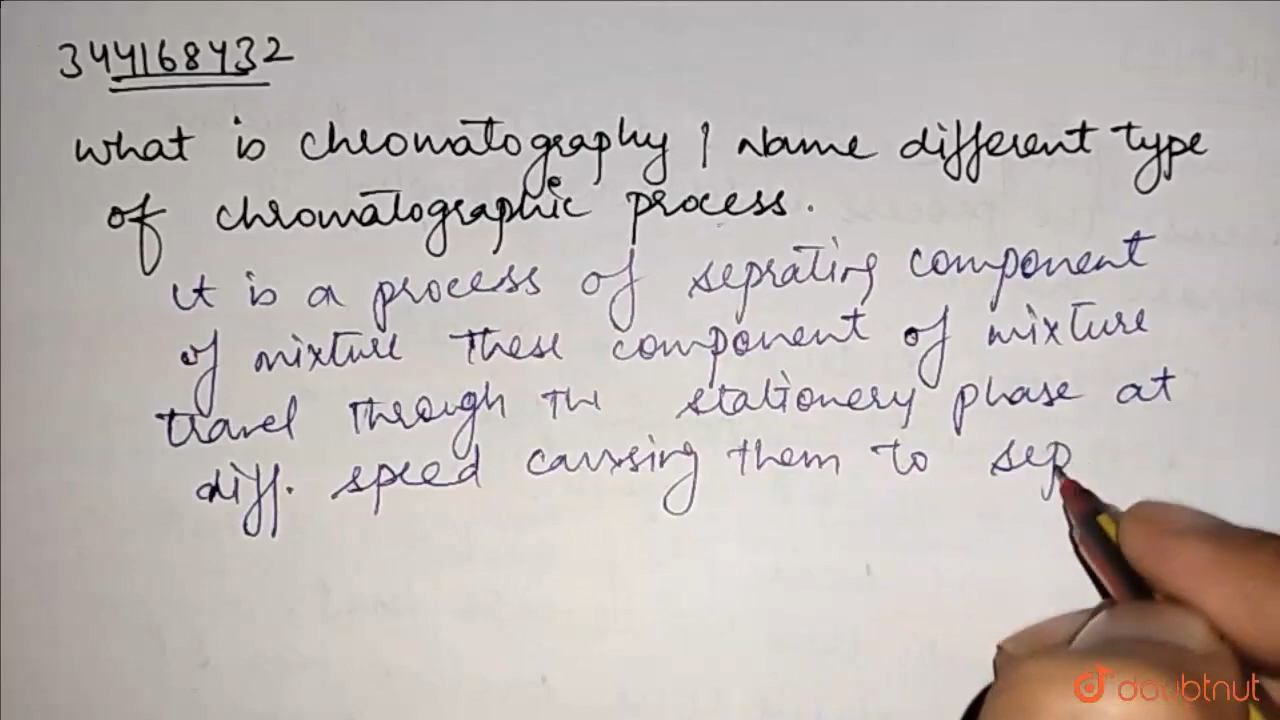 344168432
What is chromatography | Name different type
of chromatographic process.
it is a process of seprating component
of mixture These component of mixture
travel through the stationery phase at
diff. speed causing them to sep
doubtnut